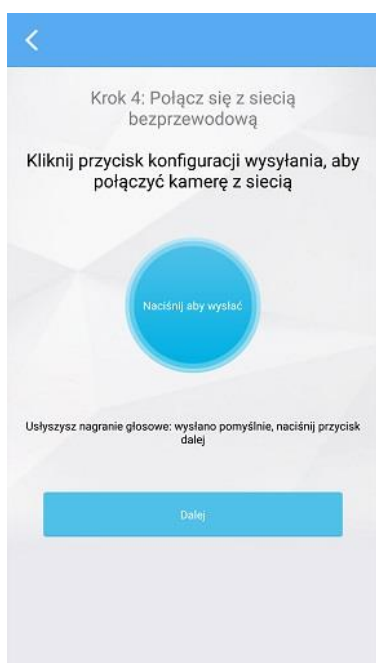 Krok 4: Połącz się z siecią
bezprzewodową
Kliknij przycisk konfiguracji wysyłania, aby
połączyć kamerę z siecią
Naciśnij aby wysłać
Usłyszysz nagranie głosowe: wysłano pomyślnie, naciśnij przycisk
dalej
Dalej